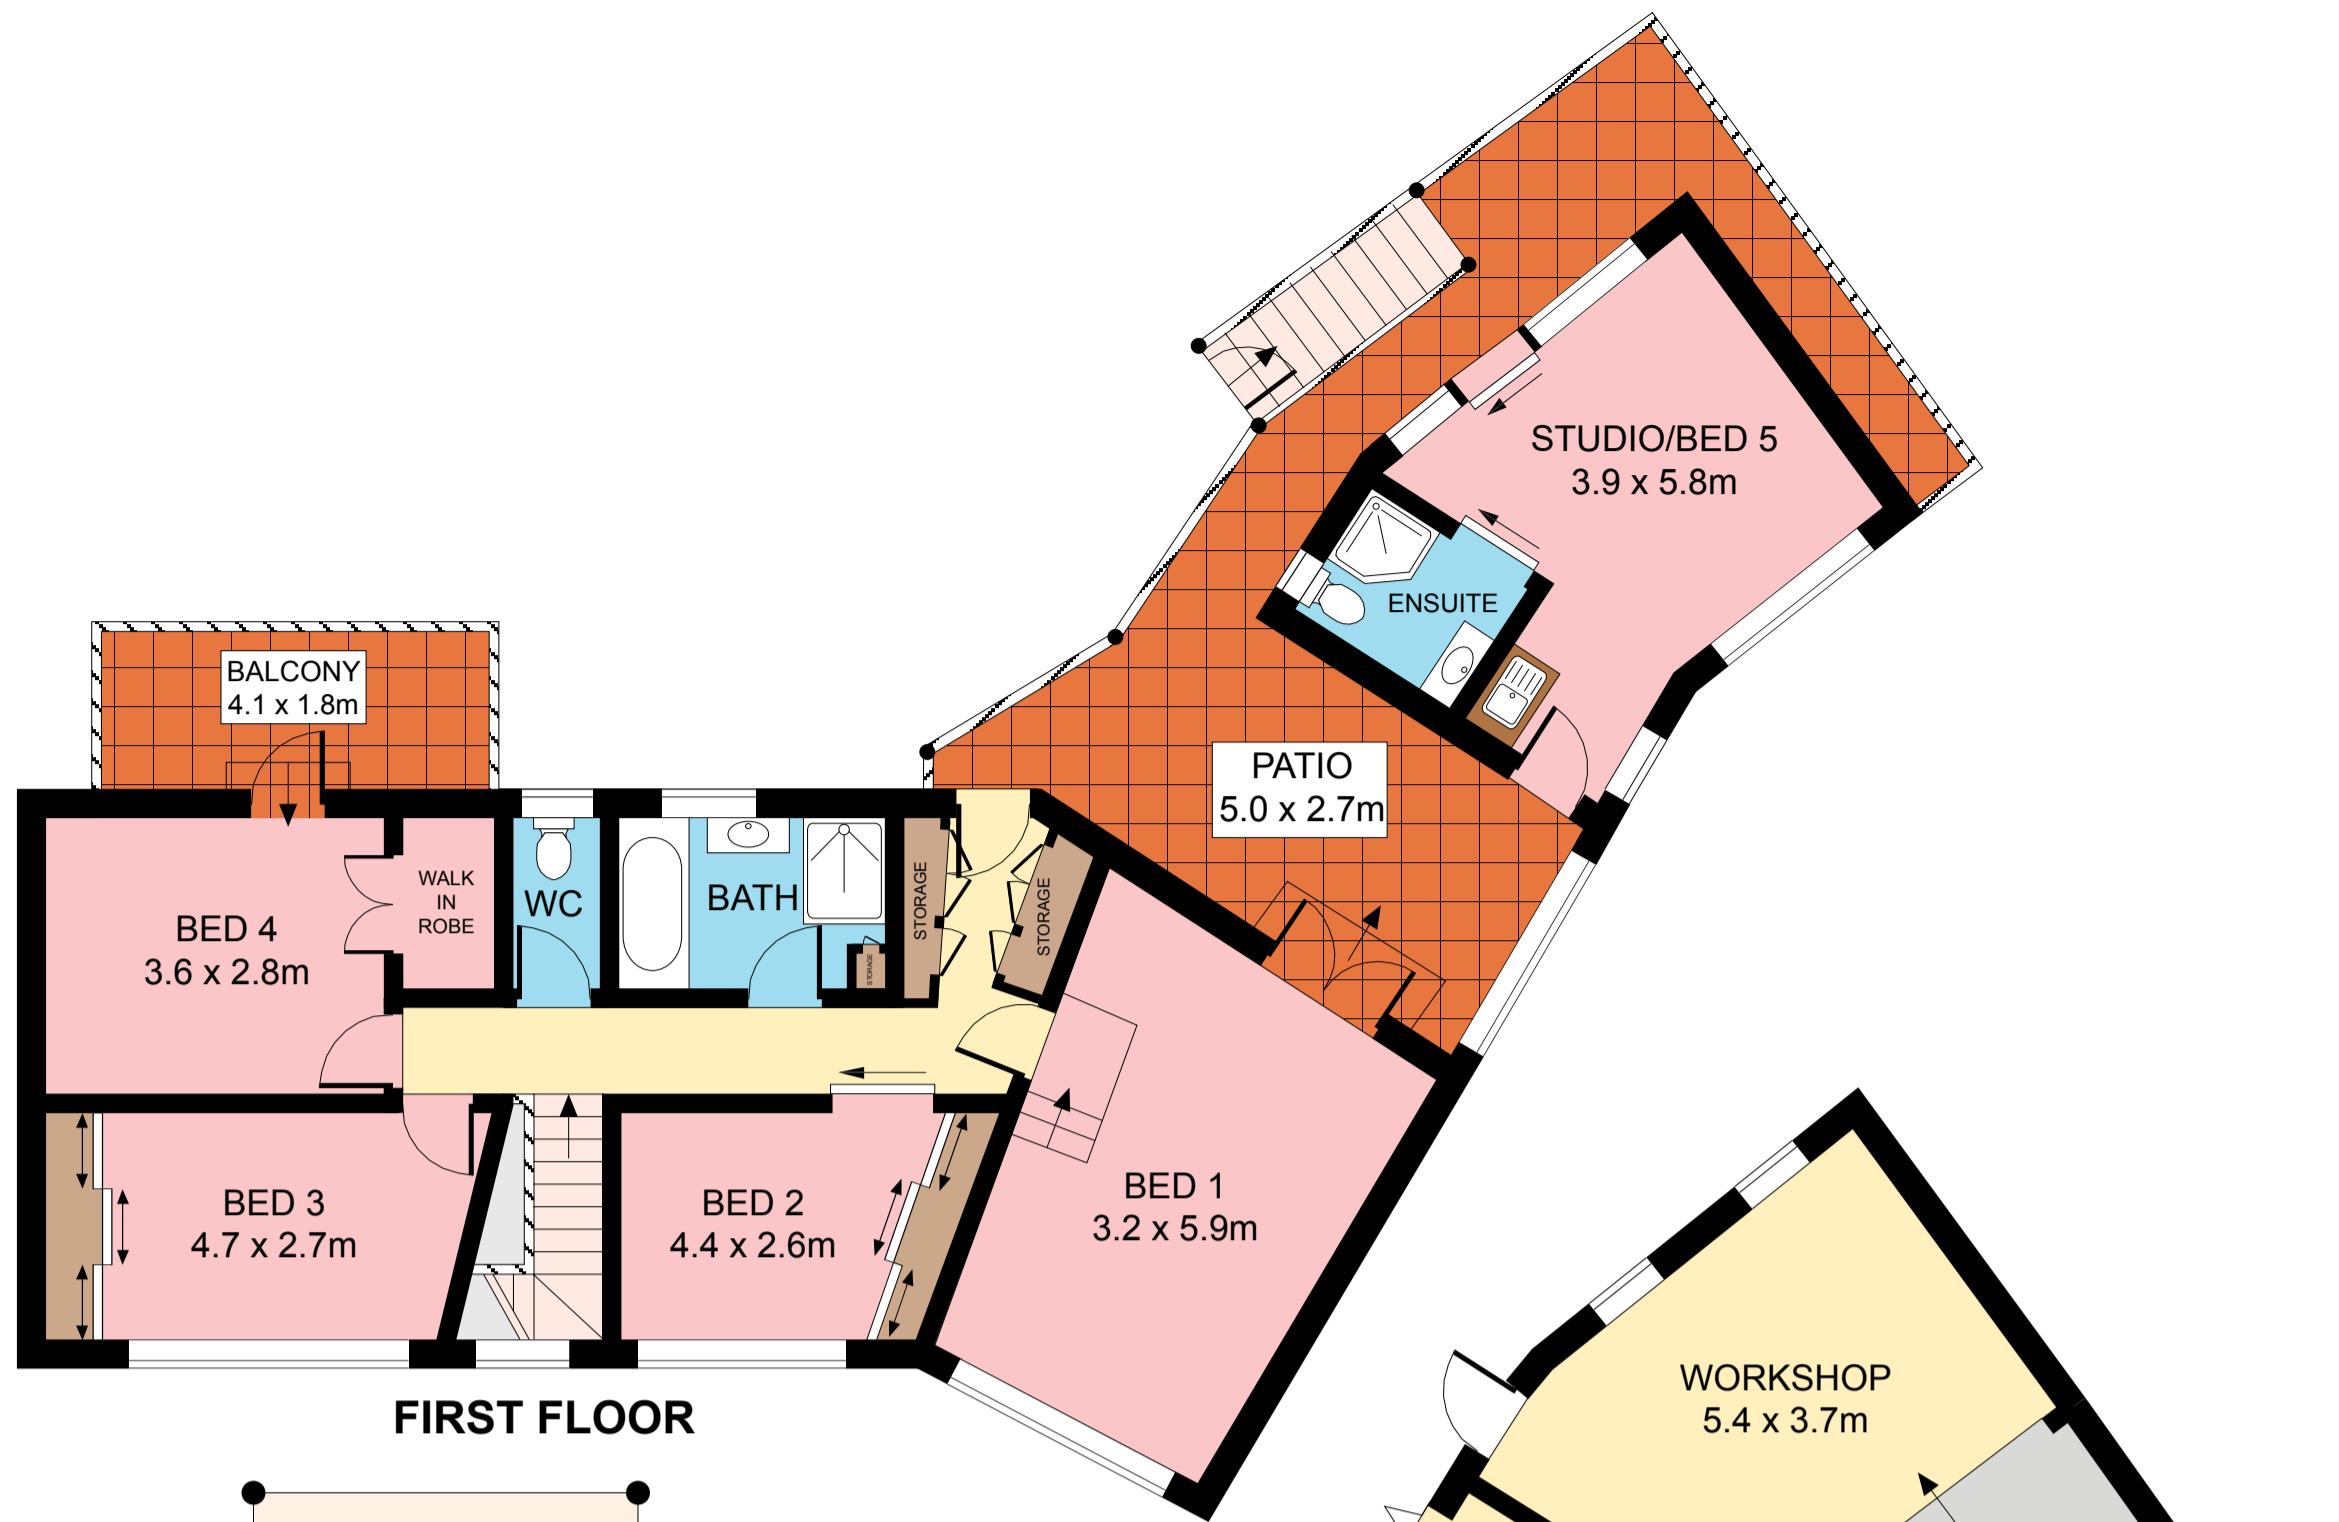 STUDIO/BED 5
3.9 x 5.8m
ENSUITE
BALCONY
4.1 x 1.8m
PATIO
5.0 x 2.7m
WALK
IN
ROBE
WC
BATH
STORAGE
STORAGE
STORAGE
BED 4
3.6 x 2.8m
BED 3
4.7 x 2.7m
BED 2
4.4 x 2.6m
BED 1
3.2 x 5.9m
FIRST FLOOR
WORKSHOP
5.4 x 3.7m